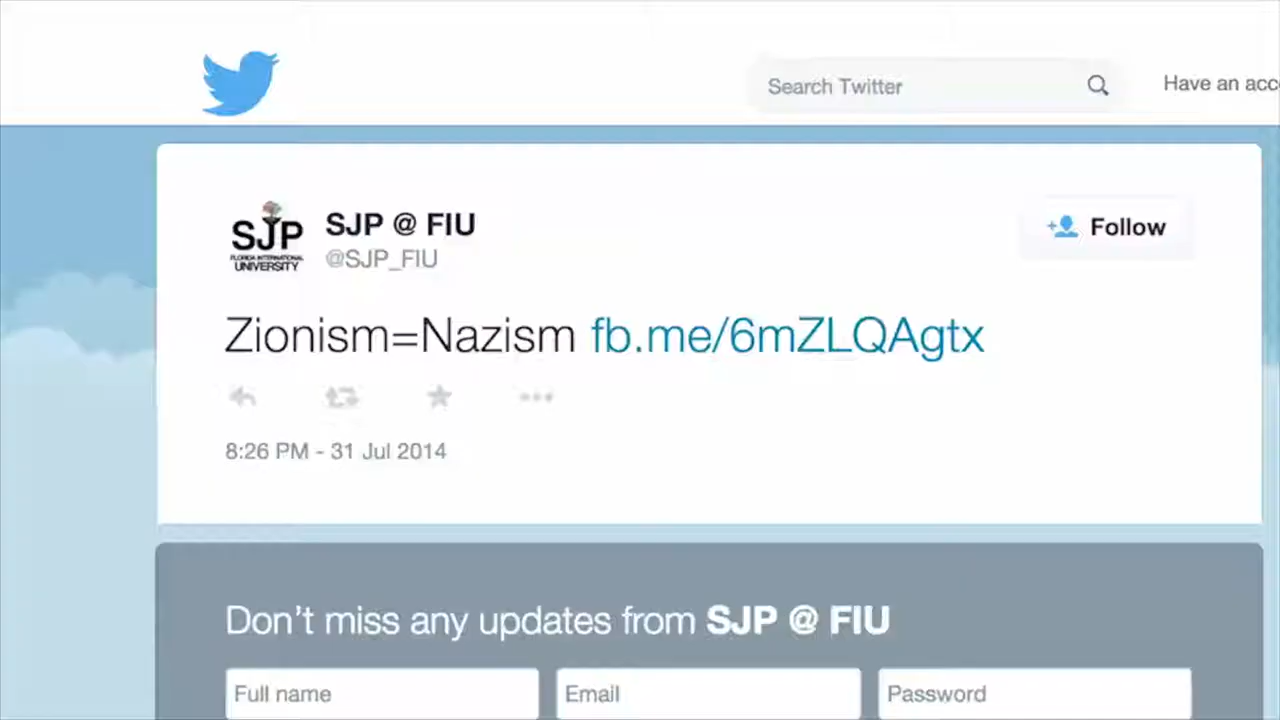 Search Twitter
Have an acc
SJP
FLORIDA INTERNATIONAL
UNIVERSITY
SJP @ FIU
@SJP_FIU
Follow
Zionism=Nazism fb.me/6mZLQAgtx
8:26 PM - 31 Jul 2014
Don't miss any updates from SJP @ FIU
Full name
Email
Password